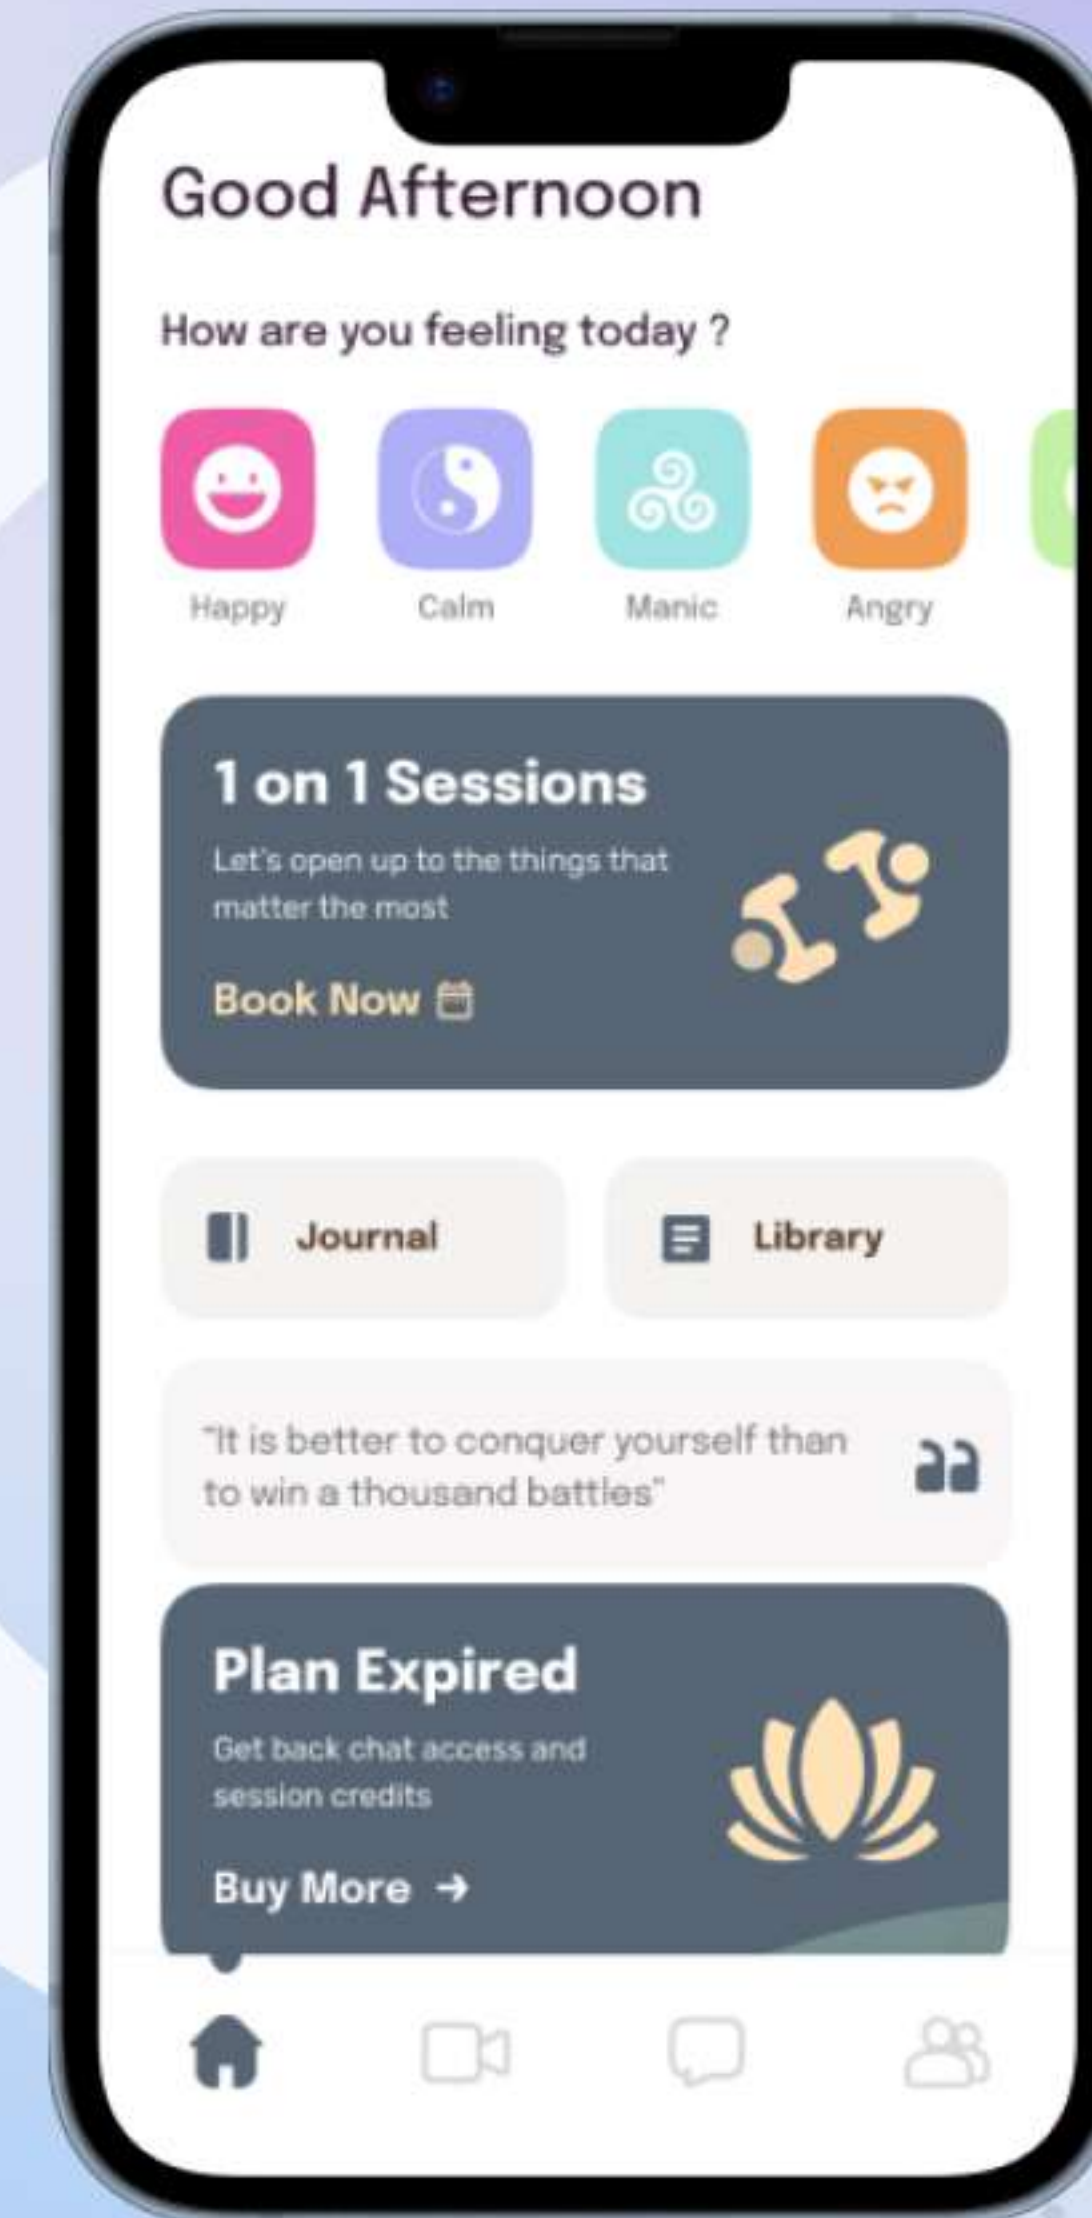 Good Afternoon
How are you feeling today ?
Happy
Calm
Manic
Angry
1 on 1 Sessions
Let's open up to the things that
matter the most
Book Now
Journal
Library
"It is better to conquer yourself than
to win a thousand battles"
Plan Expired
Get back chat access and
session credits
Buy More →